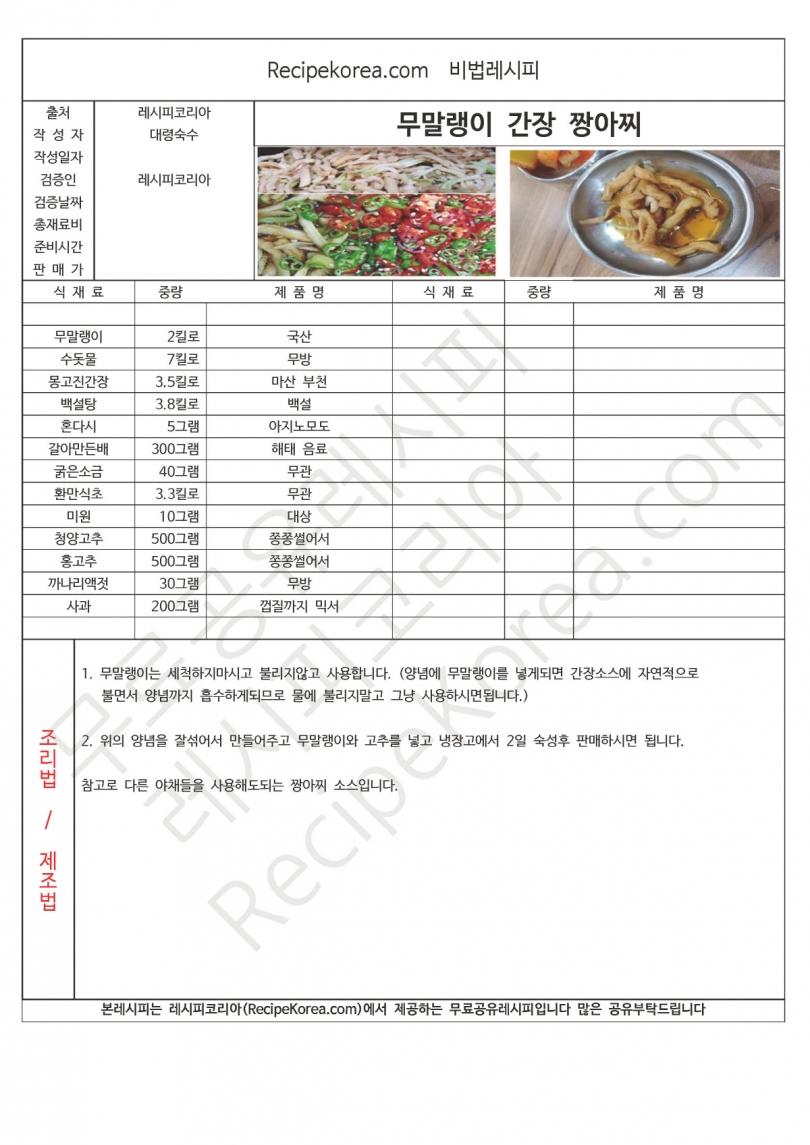 Recipekorea.com 비법레시피
출처 레시피코리아
작 성 자 대령숙수
작성일자
검증인 레시피코리아
검증날짜
총재료비
준비시간
판 매 가
무말랭이 간장 짱아찌
식 재 료 중량 제 품 명 식 재 료 중량 제 품 명
무말랭이 2킬로 국산
수돗물 7킬로 무방
몽고진간장 3.5킬로 마산 부천
백설탕 3.8킬로 백설
혼다시 5그램 아지노모도
갈아만든배 300그램 해태 음료
굵은소금 40그램 무관
환만식초 3.3킬로 무관
미원 10그램 대상
청양고추 500그램 쫑쫑썰어서
홍고추 500그램 쫑쫑썰어서
까나리액젓 30그램 무방
사과 200그램 껍질까지 믹서
조리법 / 제조법
1. 무말랭이는 세척하지마시고 불리지않고 사용합니다. (양념에 무말랭이를 넣게되면 간장소스에 자연적으로
불면서 양념까지 흡수하게되므로 물에 불리지말고 그냥 사용하시면됩니다.)
2. 위의 양념을 잘섞어서 만들어주고 무말랭이와 고추를 넣고 냉장고에서 2일 숙성후 판매하시면 됩니다.
참고로 다른 야채들을 사용해도되는 짱아찌 소스입니다.
본레시피는 레시피코리아(RecipeKorea.com)에서 제공하는 무료공유레시피입니다 많은 공유부탁드립니다
무료공유레시피
레시피코리아
RecipeKorea.com